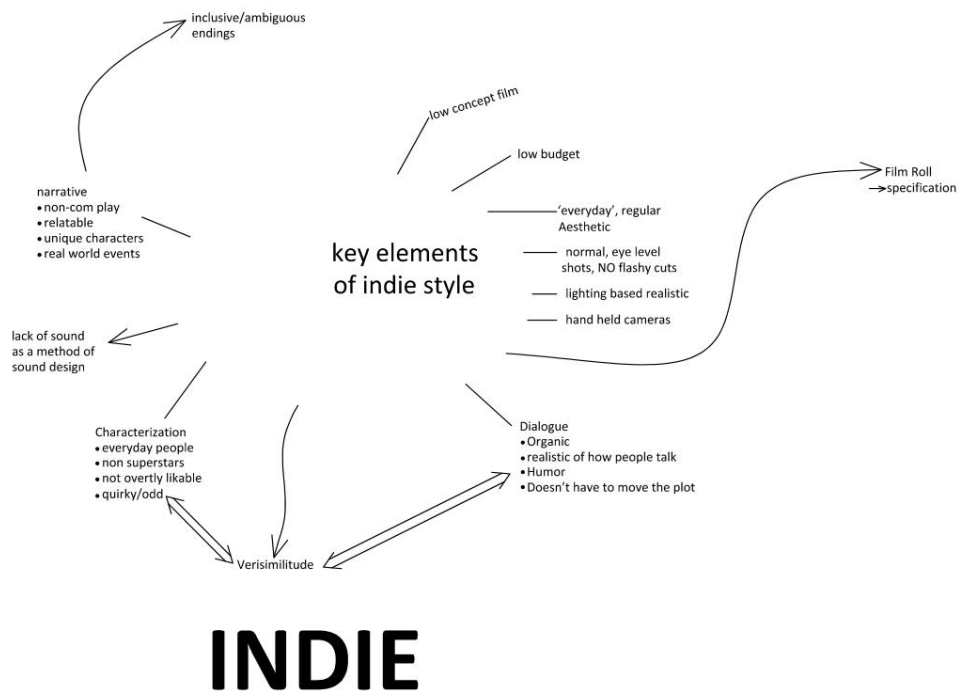 inclusive/ambiguous
endings
low concept film
low budget
Film Roll
specification
narrative
• non-com play
• relatable
• unique characters
• real world events
'everyday', regular
Aesthetic
key elements
of indie style
normal, eye level
shots, NO flashy cuts
lighting based realistic
hand held cameras
lack of sound
as a method of
sound design
Characterization
• everyday people
• non superstars
• not overtly likable
• quirky/odd
Dialogue
• Organic
• realistic of how people talk
• Humor
• Doesn't have to move the plot
Verisimilitude
INDIE